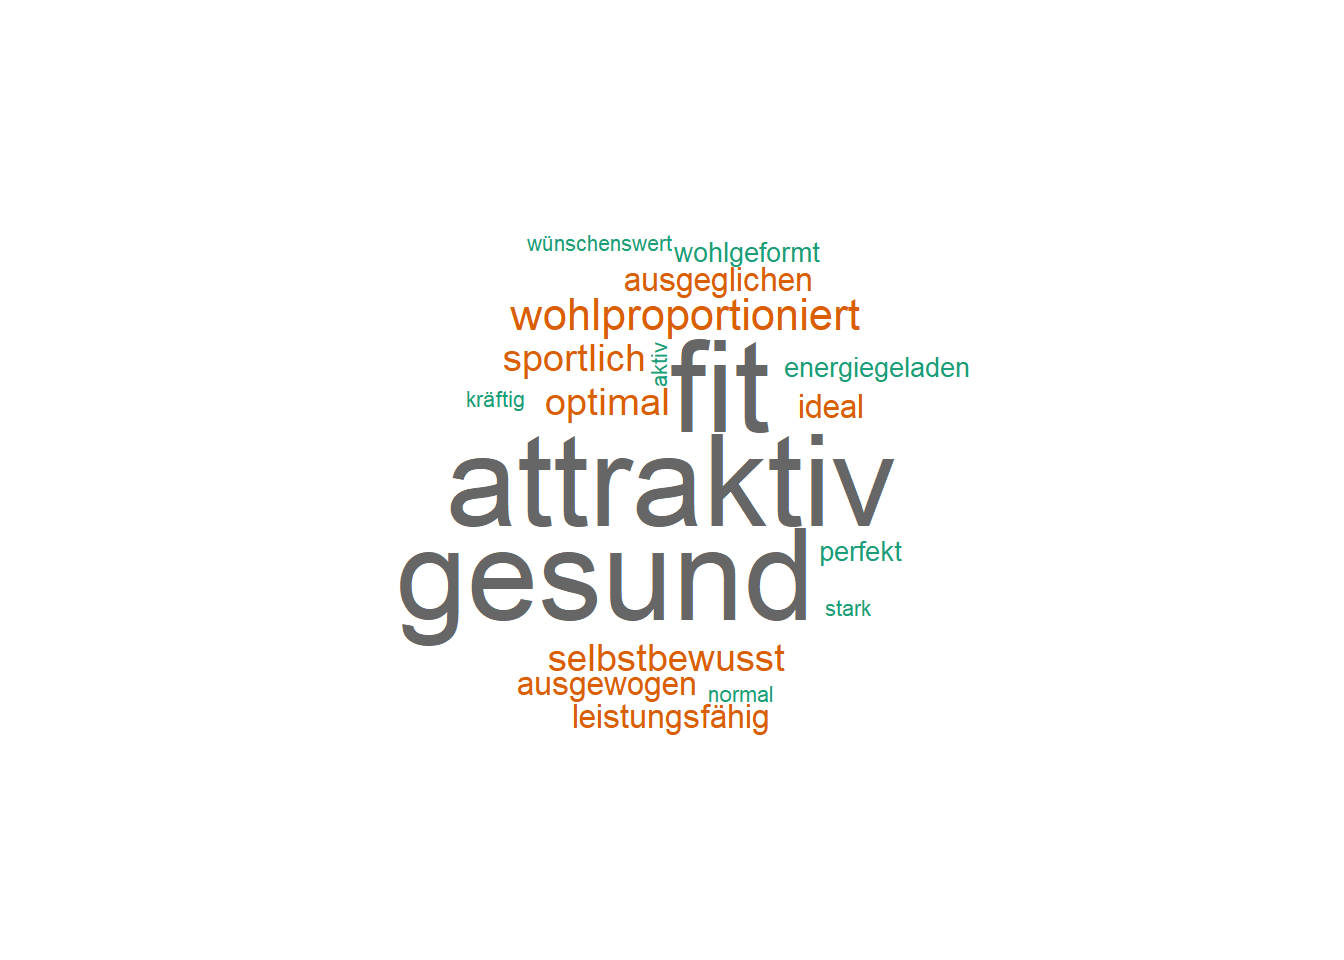 wünschenswert
wohlgeformt
ausgeglichen
wohlproportioniert
sportlich
aktiv
fit
energiegeladen
kräftig
optimal
ideal
attraktiv
gesund
perfekt
stark
selbstbewusst
ausgewogen
normal
leistungsfähig